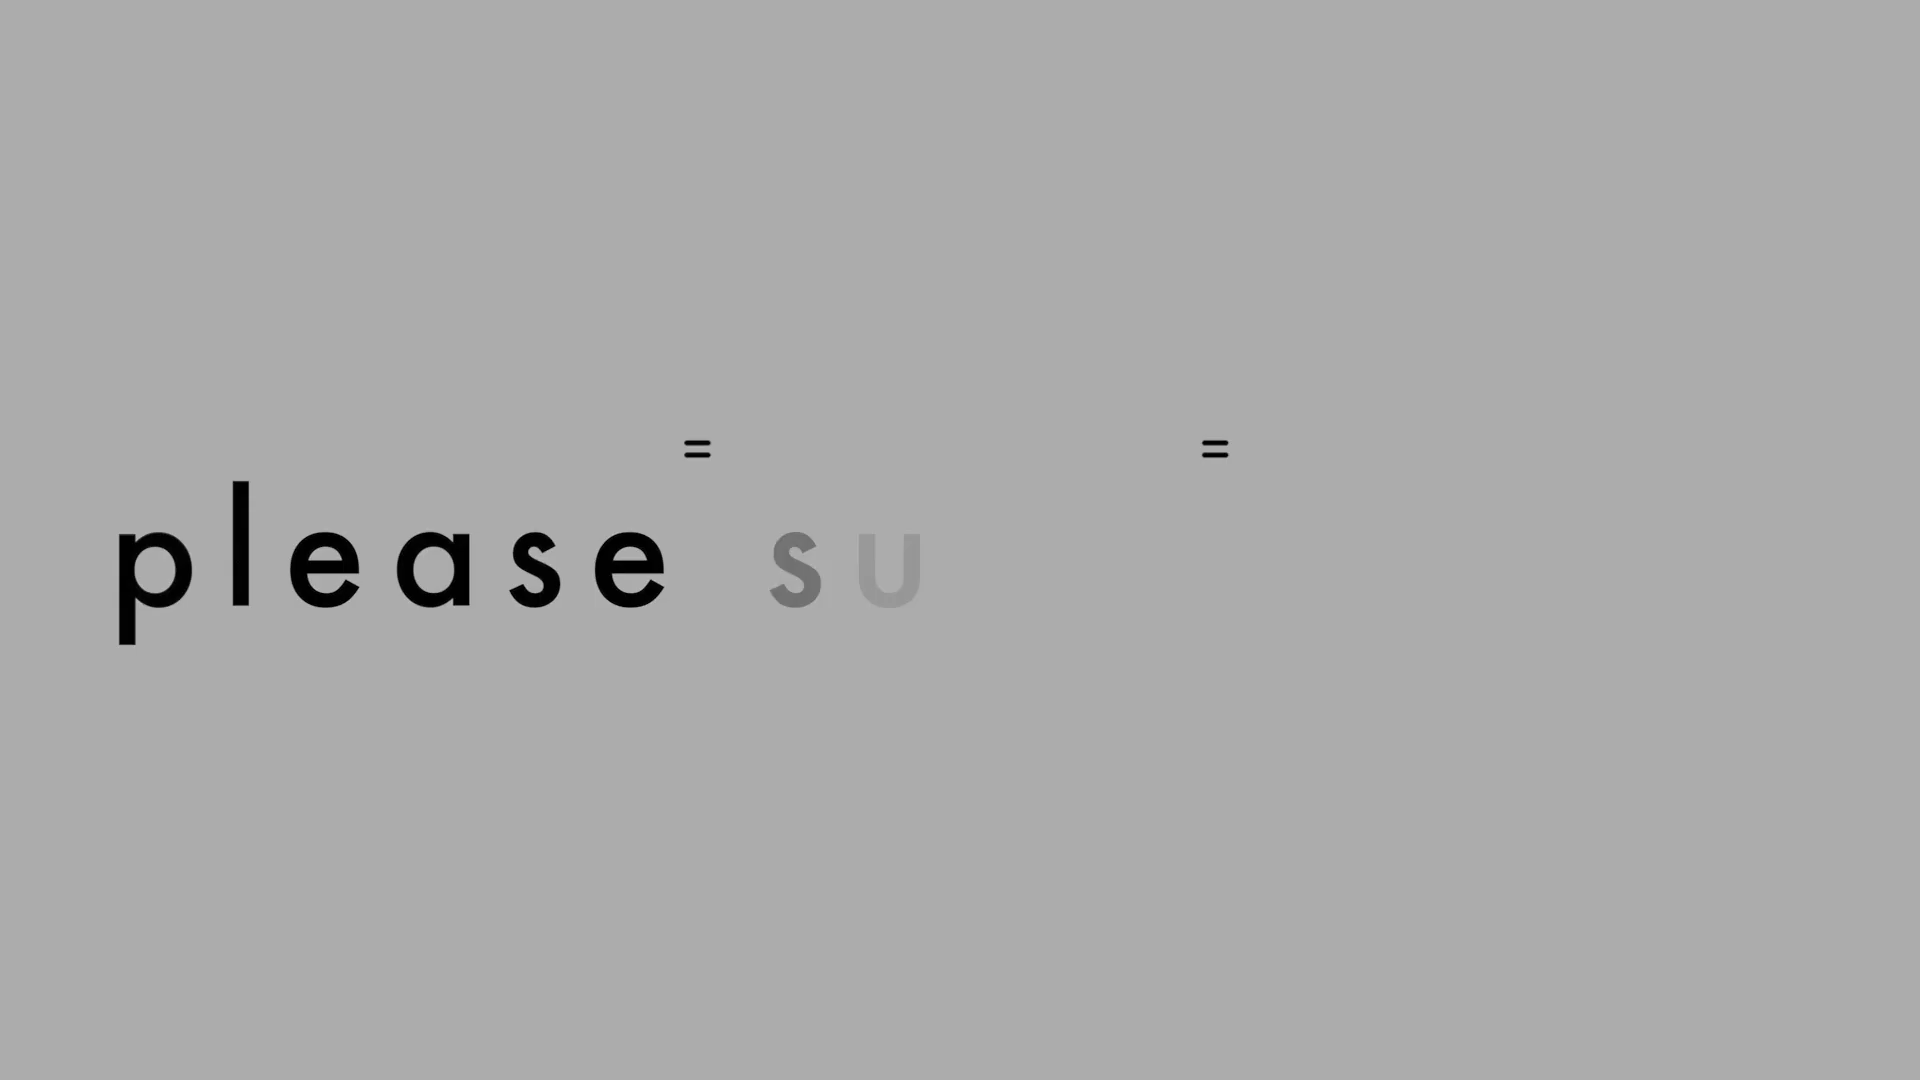 = =
please su